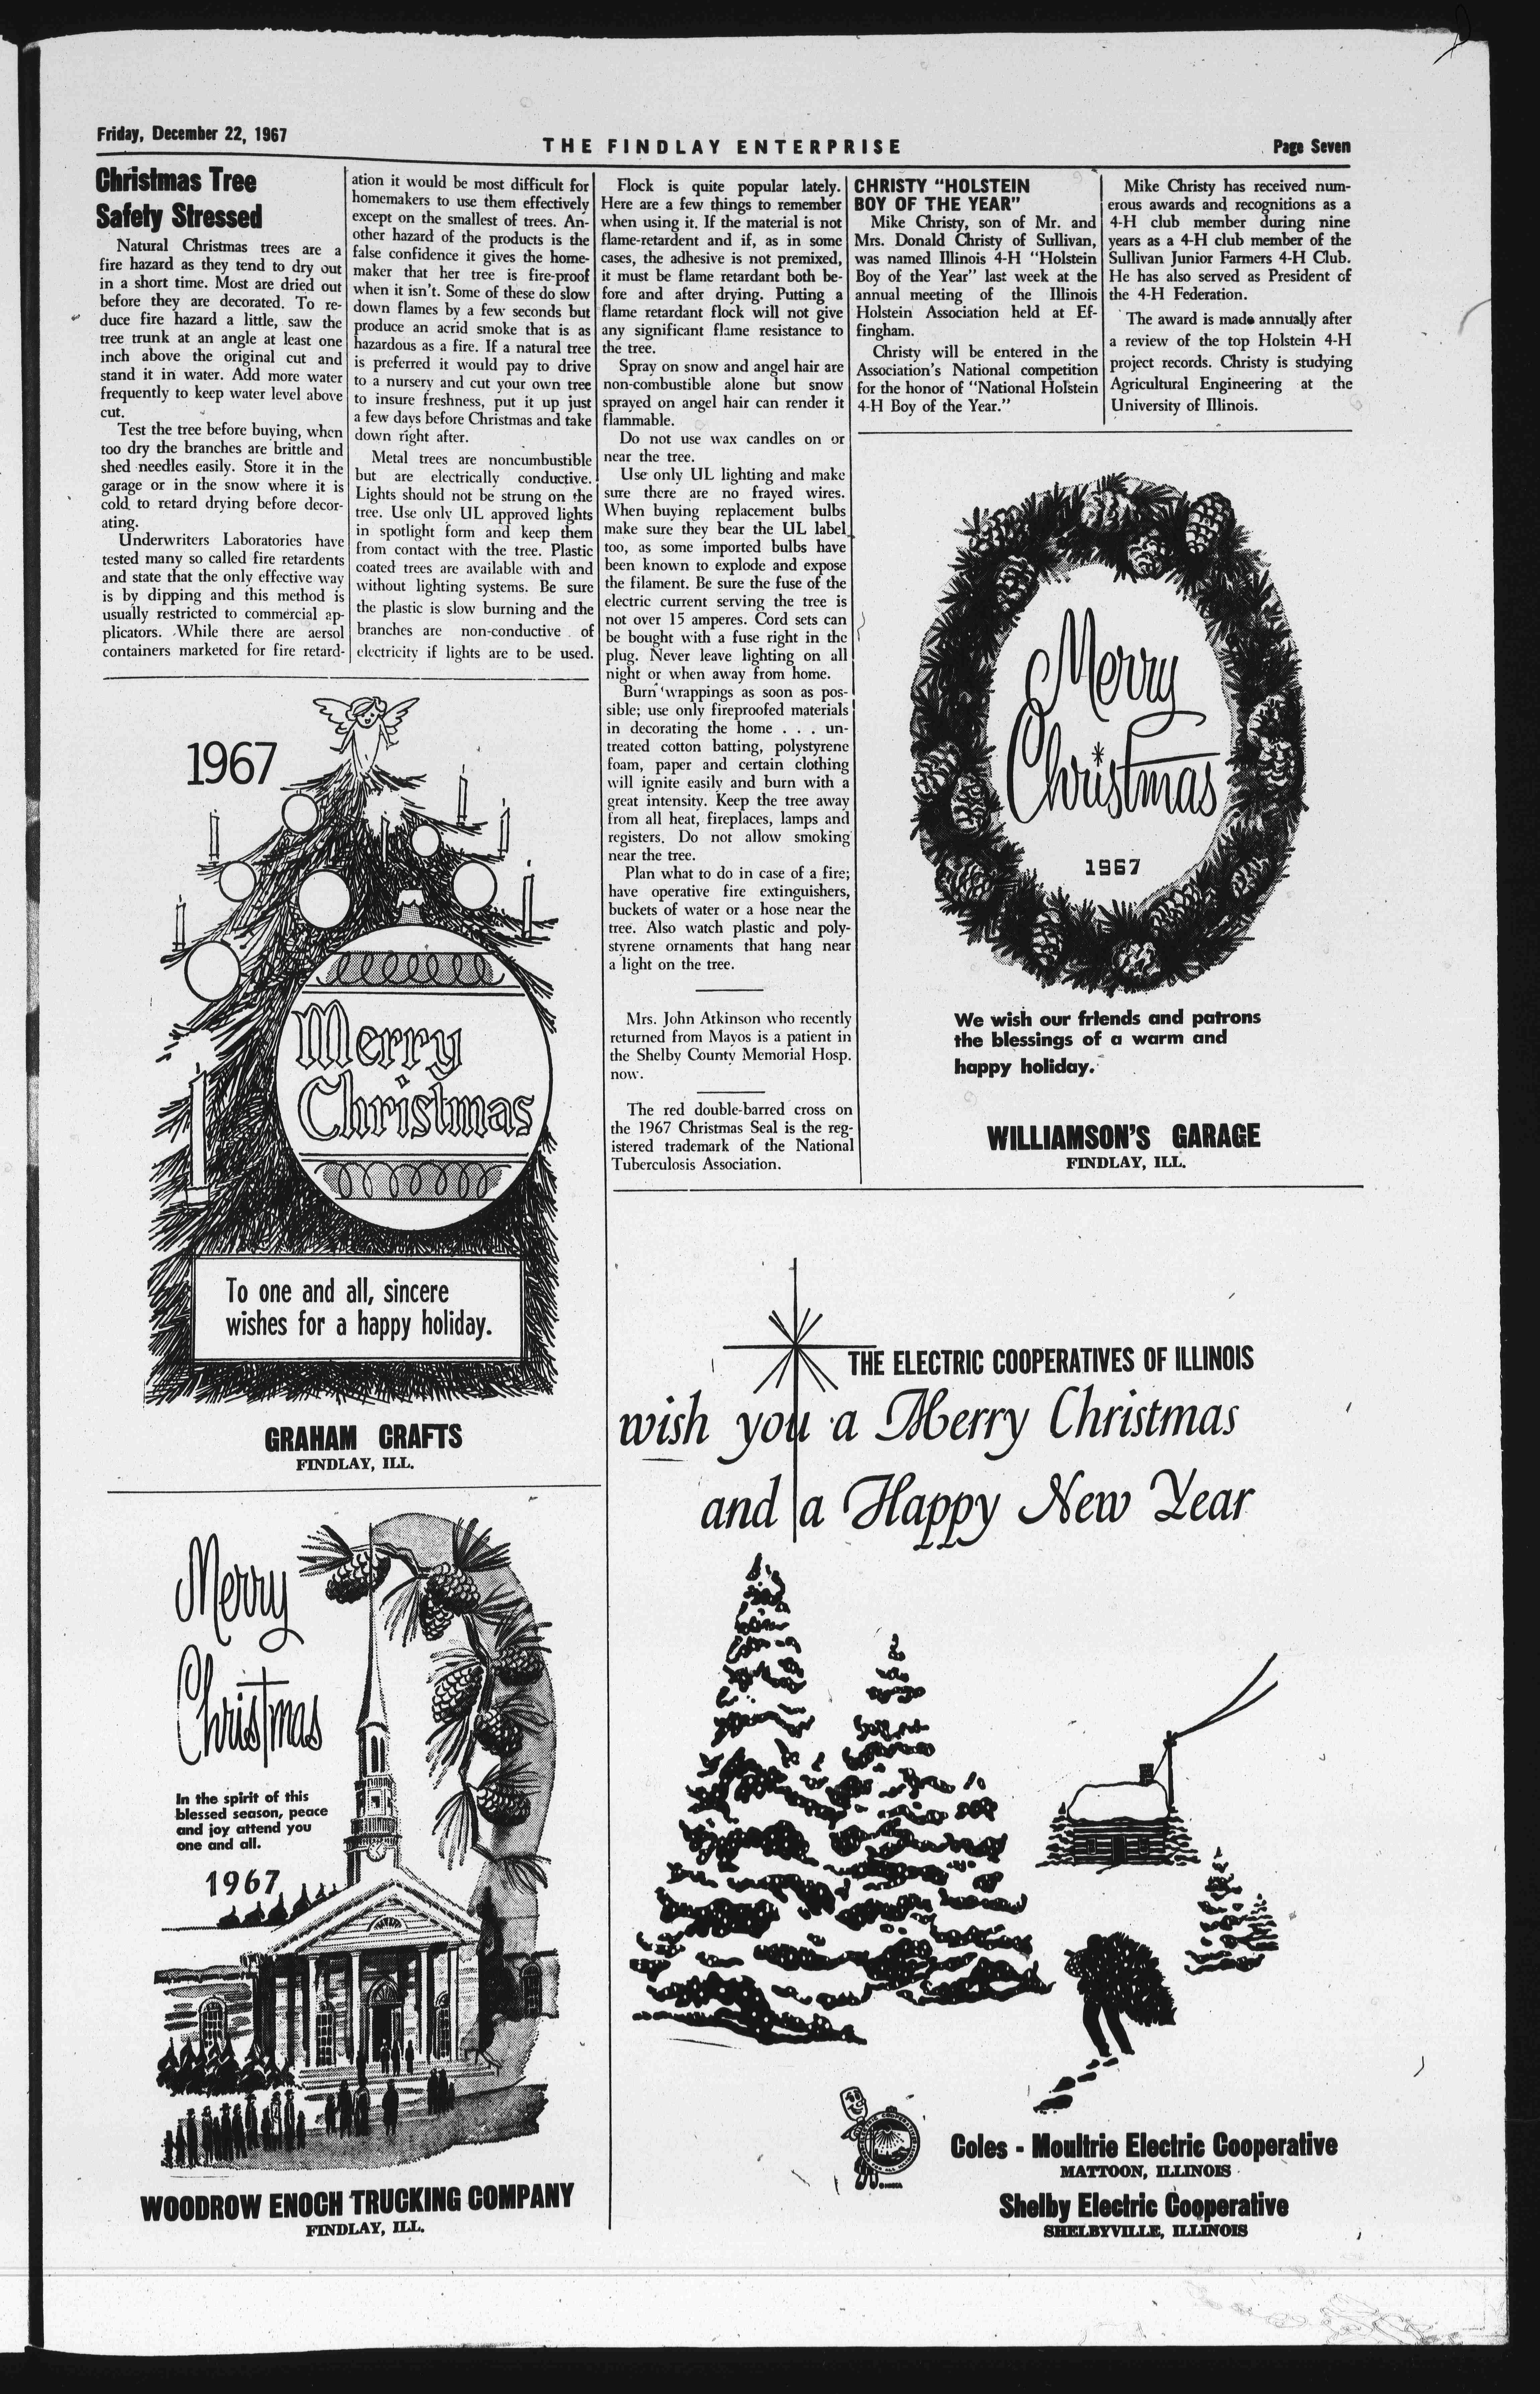 Friday, December 22, 1967
THE FINDLAY ENTERPRISE
Page Seven
Christmas Tree
Safety Stressed
Natural Christmas trees are a
fire hazard as they tend to dry out
in a short time. Most are dried out
before they are decorated. To re-
duce fire hazard a little, saw the
tree trunk at an angle at least one
inch above the original cut and
stand it in water. Add more water
frequently to keep water level above
cut.
Test the tree before buying, when
too dry the branches are brittle and
shed needles easily. Store it in the
garage or in the snow where it is
cold to retard drying before decor-
ating.
Underwriters Laboratories have
tested many so called fire retardents
and state that the only effective way
is by dipping and this method is
usually restricted to commercial ap-
plicators. While there are aersol
containers marketed for fire retard-
ation it would be most difficult for
homemakers to use them effectively
except on the smallest of trees. An-
other hazard of the products is the
false confidence it gives the home-
maker that her tree is fire-proof
when it isn't. Some of these do slow
down flames by a few seconds but
produce an acrid smoke that is as
hazardous as a fire. If a natural tree
is preferred it would pay to drive
to a nursery and cut your own tree
to insure freshness, put it up just
a few days before Christmas and take
down right after.
Metal trees are noncumbustible
but are electrically conductive.
Lights should not be strung on the
tree. Use only UL approved lights
in spotlight form and keep them
from contact with the tree. Plastic
coated trees are available with and
without lighting systems. Be sure
the plastic is slow burning and the
branches are non-conductive of
electricity if lights are to be used.
Flock is quite popular lately.
Here are a few things to remember
when using it. If the material is not
flame-retardent and if, as in some
cases, the adhesive is not premixed,
it must be flame retardant both be-
fore and after drying. Putting a
flame retardant flock will not give
any significant flame resistance to
the tree.
Spray on snow and angel hair are
non-combustible alone but snow
sprayed on angel hair can render it
flammable.
Do not use wax candles on or
near the tree.
Use only UL lighting and make
sure there are no frayed wires.
When buying replacement bulbs
make sure they bear the UL label
too, as some imported bulbs have
been known to explode and expose
the filament. Be sure the fuse of the
electric current serving the tree is
not over 15 amperes. Cord sets can
be bought with a fuse right in the
plug. Never leave lighting on all
night or when away from home.
Burn wrappings as soon as pos-
sible; use only fireproofed materials
in decorating the home . . . un-
treated cotton batting, polystyrene
foam, paper and certain clothing
will ignite easily and burn with a
great intensity. Keep the tree away
from all heat, fireplaces, lamps and
registers. Do not allow smoking
near the tree.
Plan what to do in case of a fire;
have operative fire extinguishers,
buckets of water or a hose near the
tree. Also watch plastic and poly-
styrene ornaments that hang near
a light on the tree.
Mrs. John Atkinson who recently
returned from Mayos is a patient in
the Shelby County Memorial Hosp.
now.
The red double-barred cross on
the 1967 Christmas Seal is the reg-
istered trademark of the National
Tuberculosis Association.
CHRISTY "HOLSTEIN
BOY OF THE YEAR"
Mike Christy, son of Mr. and
Mrs. Donald Christy of Sullivan,
was named Illinois 4-H "Holstein
Boy of the Year" last week at the
annual meeting of the Illinois
Holstein Association held at Ef-
fingham.
Christy will be entered in the
Association's National competition
for the honor of "National Holstein
4-H Boy of the Year."
Mike Christy has received num-
erous awards and recognitions as a
4-H club member during nine
years as a 4-H club member of the
Sullivan Junior Farmers 4-H Club.
He has also served as President of
the 4-H Federation.
The award is made annually after
a review of the top Holstein 4-H
project records. Christy is studying
Agricultural Engineering at the
University of Illinois.
1967
Merry
Christmas
To one and all, sincere
wishes for a happy holiday.
GRAHAM CRAFTS
FINDLAY, ILL.
Merry
Christmas
1967
We wish our friends and patrons
the blessings of a warm and
happy holiday.
WILLIAMSON'S GARAGE
FINDLAY, ILL.
Merry
Christmas
In the spirit of this
blessed season, peace
and joy attend you
one and all.
1967
WOODROW ENOCH TRUCKING COMPANY
FINDLAY, ILL.
THE ELECTRIC COOPERATIVES OF ILLINOIS
wish you a Merry Christmas
and a Happy New Year
Coles - Moultrie Electric Cooperative
MATTOON, ILLINOIS
Shelby Electric Cooperative
SHELBYVILLE, ILLINOIS